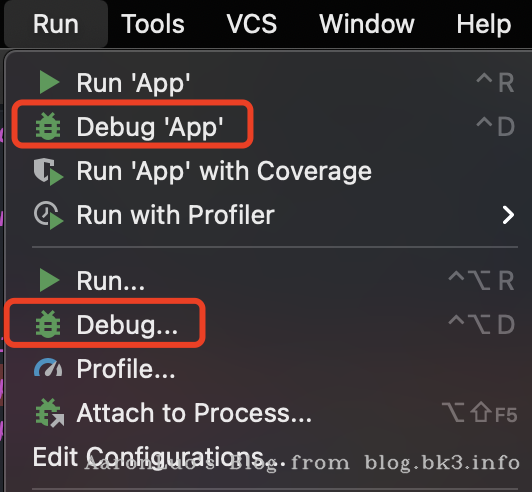 Run Tools VCS Window Help
Run 'App' ⌃R
Debug 'App' ⌃D
Run 'App' with Coverage
Run with Profiler
Run... ⌃⌥R
Debug... ⌃⌥D
Profile...
Attach to Process... ⌥⇧F5
Edit Configurations...
AaronLuo's Blog from blog.bk3.info